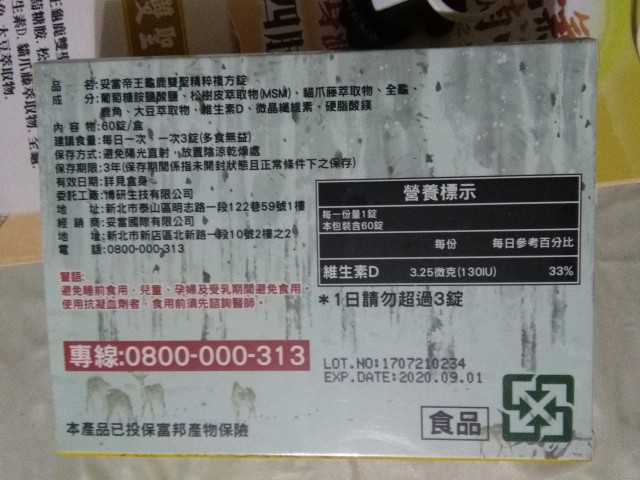 品　名:妥當帝王龜鹿雙聖精粹複方錠
成　分:葡萄糖胺鹽酸鹽、松樹皮萃取物(MSM)、貓爪藤萃取物、全龜、
鹿角、大豆萃取物、維生素D、微晶纖維素、硬脂酸鎂
內 容 物:60錠/盒
建議食量:每日一次，一次3錠(多食無益)
保存方式:避免陽光直射，放置陰涼乾燥處
保存期限:3年(保存期間係指未開封狀態且正常條件下之保存)
有效日期:詳見盒身
委託工廠:博研生技有限公司
地　址:新北市泰山區明志路一段122巷59號1樓
經 銷 商:妥當國際有限公司
地　址:新北市新店區北新路一段10號2樓之2
電　話:0800-000-313
警語:
避免睡前食用，兒童、孕婦及受乳期間避免食用。
使用抗凝血劑者，食用前須先諮詢醫師。
專線:0800-000-313
本產品已投保富邦產物保險
營養標示
每一份量1錠
本包裝含60錠
每份　每日參考百分比
維生素D　3.25微克(130IU)　33%
*1日請勿超過3錠
LOT.NO:1707210234
EXP.DATE:2020.09.01
食品
雙聖
大豆萃取物.